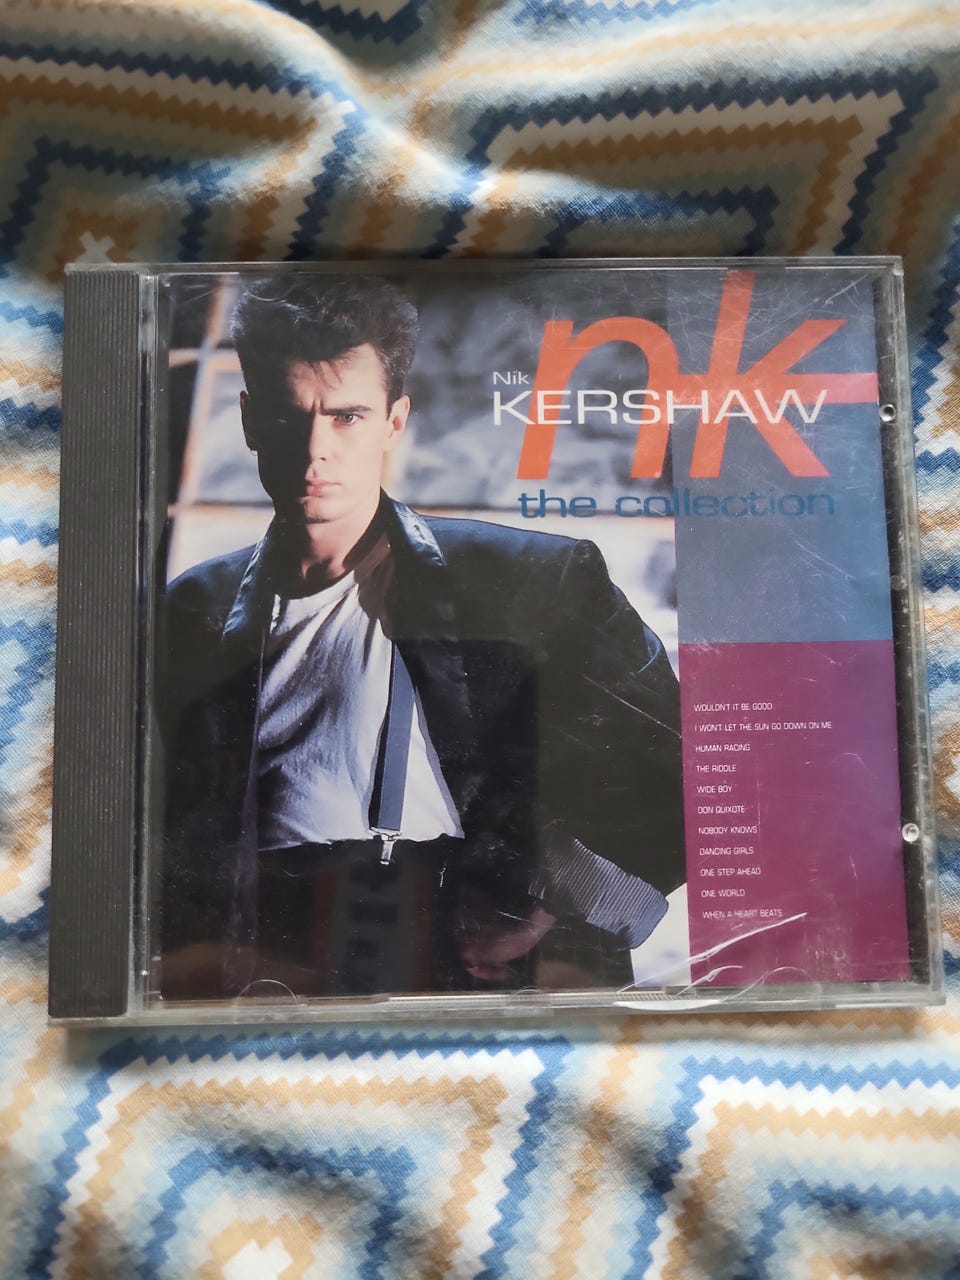 nk
Nik
KERSHAW
the collection
WOULDN'T IT BE GOOD
I WON'T LET THE SUN GO DOWN ON ME
HUMAN RACING
THE RIDDLE
WIDE BOY
DON QUIXOTE
NOBODY KNOWS
DANCING GIRLS
ONE STEP AHEAD
ONE WORLD
WHEN A HEART BEATS